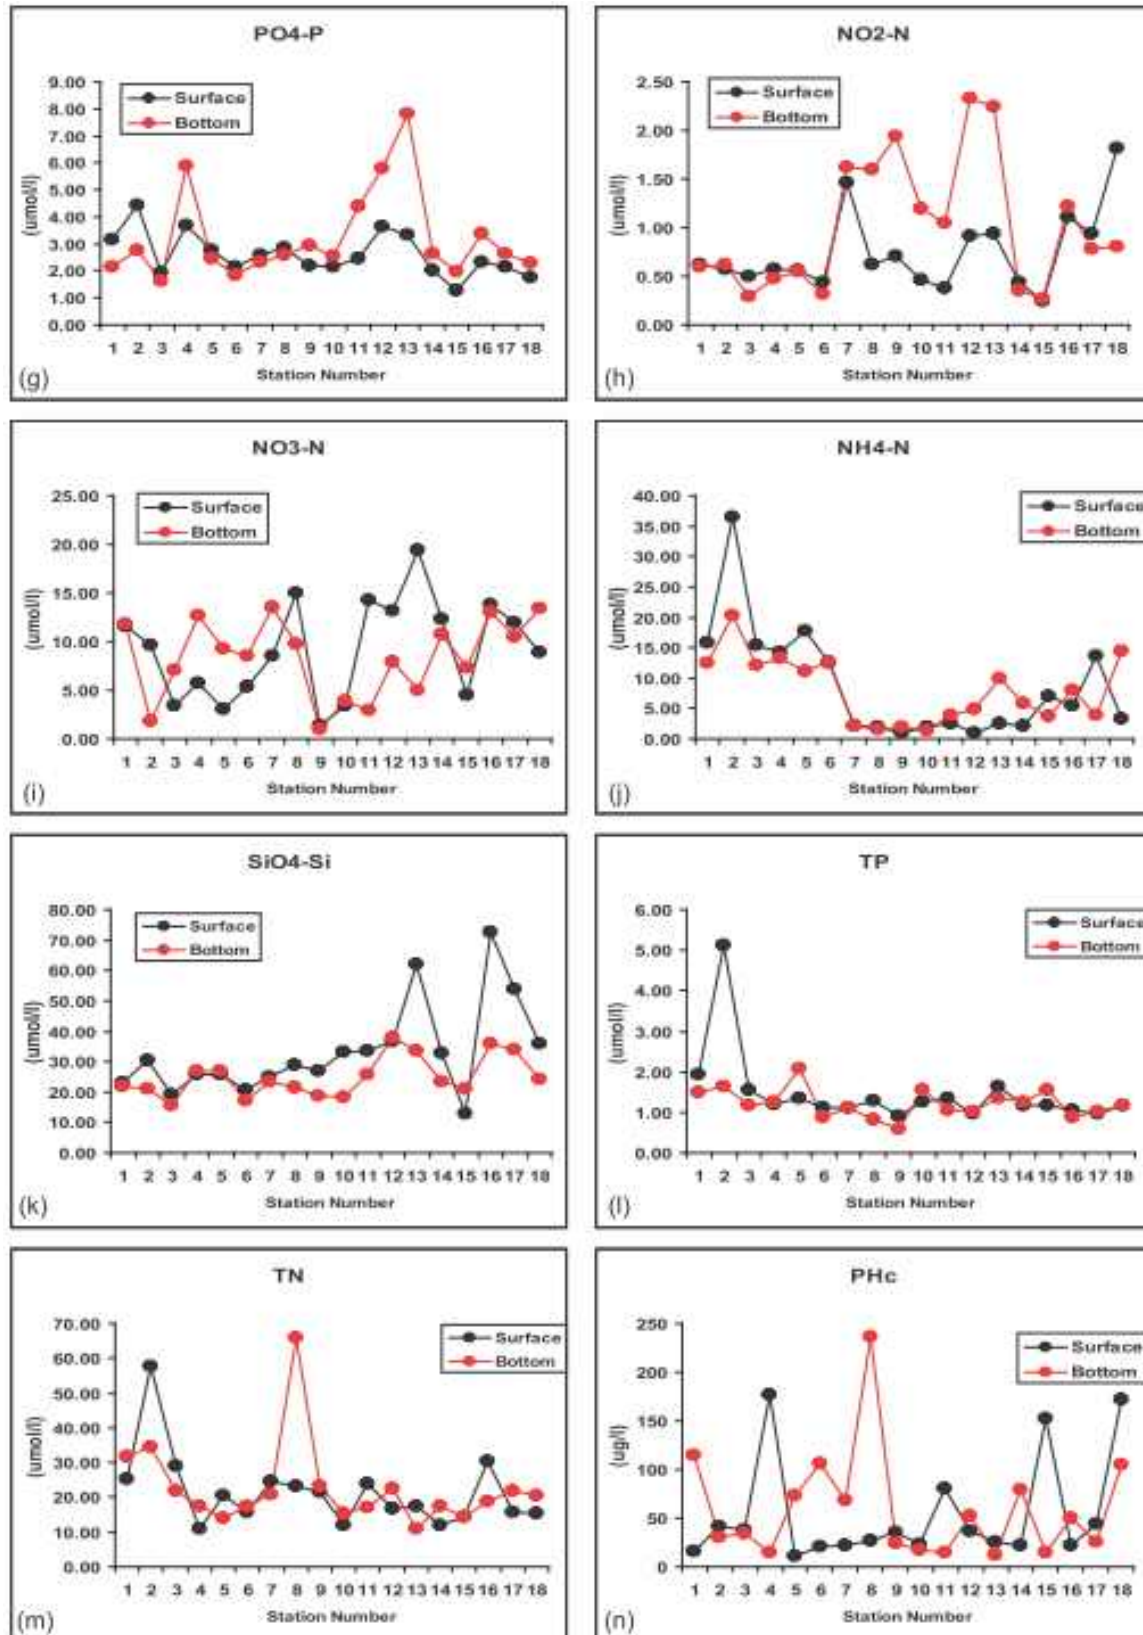 PO4-P
9.00
8.00
7.00
6.00
5.00
4.00
3.00
2.00
1.00
0.00
(umol/l)
Surface
Bottom
1 2 3 4 5 6 7 8 9 10 11 12 13 14 15 16 17 18
Station Number
(g)
NO2-N
2.50
2.00
1.50
1.00
0.50
0.00
(umol/l)
Surface
Bottom
1 2 3 4 5 6 7 8 9 10 11 12 13 14 15 16 17 18
Station Number
(h)
NO3-N
25.00
20.00
15.00
10.00
5.00
0.00
(umol/l)
Surface
Bottom
1 2 3 4 5 6 7 8 9 10 11 12 13 14 15 16 17 18
Station Number
(i)
NH4-N
40.00
35.00
30.00
25.00
20.00
15.00
10.00
5.00
0.00
(umol/l)
Surface
Bottom
1 2 3 4 5 6 7 8 9 10 11 12 13 14 15 16 17 18
Station Number
(j)
SiO4-Si
80.00
70.00
60.00
50.00
40.00
30.00
20.00
10.00
0.00
(umol/l)
Surface
Bottom
1 2 3 4 5 6 7 8 9 10 11 12 13 14 15 16 17 18
Station Number
(k)
TP
6.00
5.00
4.00
3.00
2.00
1.00
0.00
(umol/l)
Surface
Bottom
1 2 3 4 5 6 7 8 9 10 11 12 13 14 15 16 17 18
Station Number
(l)
TN
70.00
60.00
50.00
40.00
30.00
20.00
10.00
0.00
(umol/l)
Surface
Bottom
1 2 3 4 5 6 7 8 9 10 11 12 13 14 15 16 17 18
Station Number
(m)
PHc
250
200
150
100
50
0
(ug/l)
Surface
Bottom
1 2 3 4 5 6 7 8 9 10 11 12 13 14 15 16 17 18
Station Number
(n)